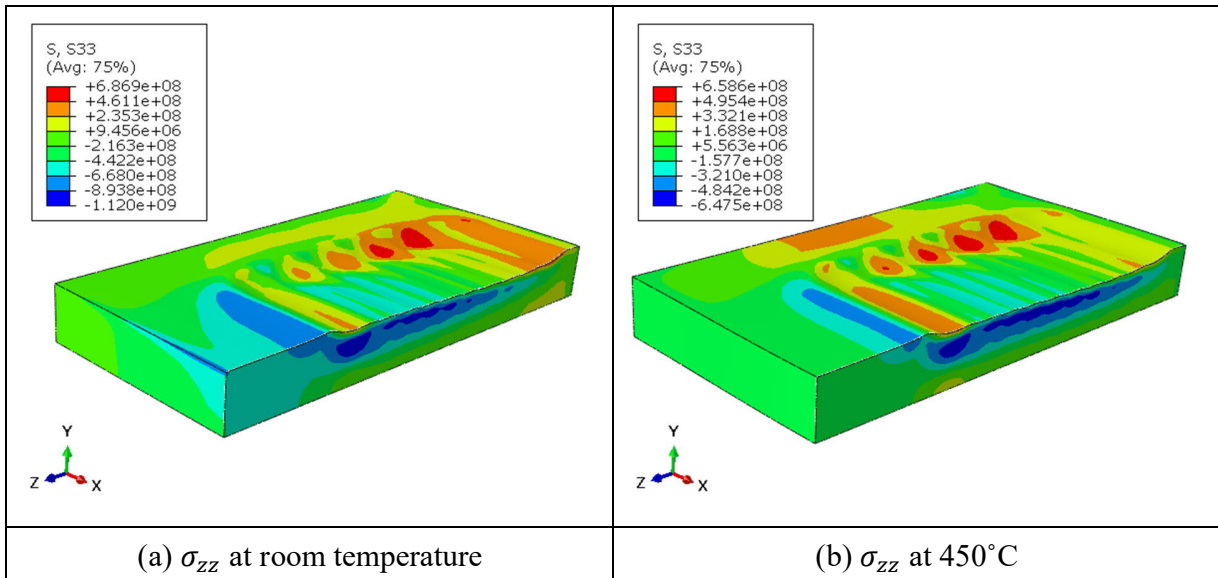 S, S33
(Avg: 75%)
+6.869e+08
+4.611e+08
+2.353e+08
+9.456e+06
-2.163e+08
-4.422e+08
-6.680e+08
-8.938e+08
-1.120e+09
Y
Z
X
S, S33
(Avg: 75%)
+6.586e+08
+4.954e+08
+3.321e+08
+1.688e+08
+5.563e+06
-1.577e+08
-3.210e+08
-4.842e+08
-6.475e+08
Y
Z
X
(a) σzz at room temperature
(b) σzz at 450˚C